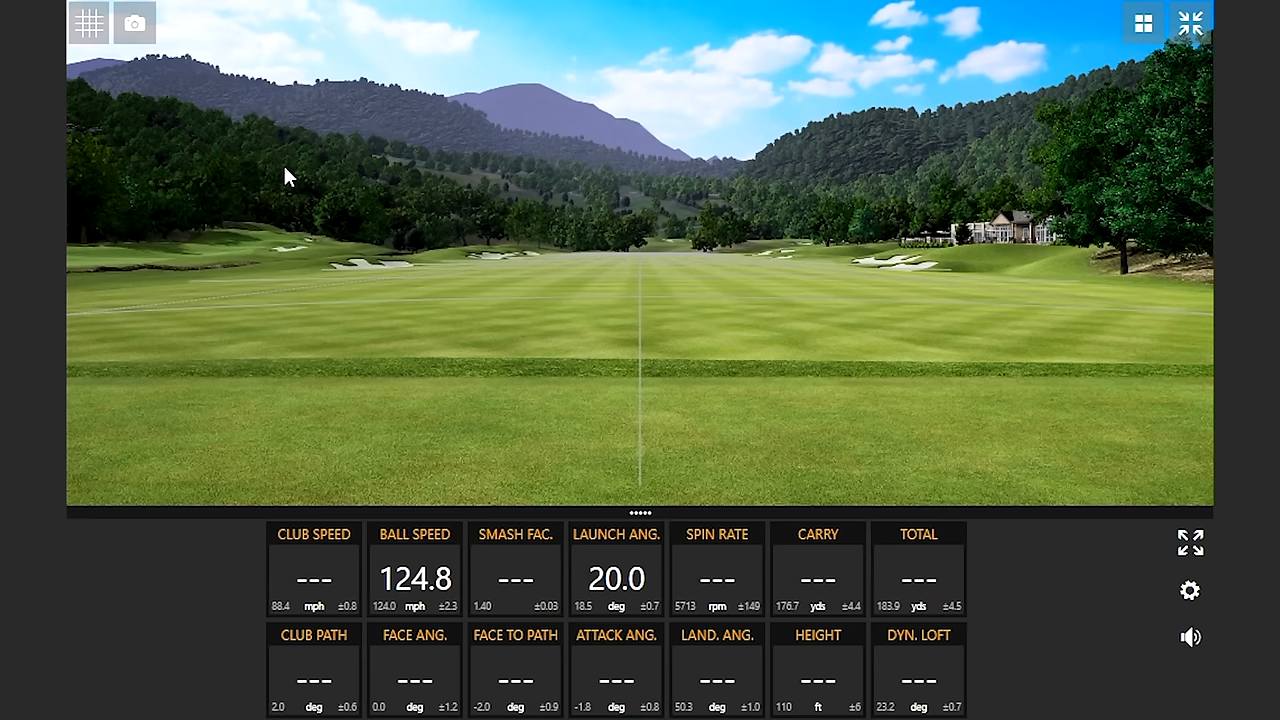 CLUB SPEED BALL SPEED SMASH FAC. LAUNCH ANG. SPIN RATE CARRY TOTAL
--- 124.8 --- 20.0 --- --- ---
88.4 mph ±0.8 124.0 mph ±2.3 1.40 ±0.03 18.5 deg ±0.7 5713 rpm ±149 176.7 yds ±4.4 183.9 yds ±4.5
CLUB PATH FACE ANG. FACE TO PATH ATTACK ANG. LAND. ANG. HEIGHT DYN. LOFT
--- --- --- --- --- --- ---
2.0 deg ±0.6 0.0 deg ±1.2 -2.0 deg ±0.9 -1.8 deg ±0.8 50.3 deg ±1.0 110 ft ±6 23.2 deg ±0.7